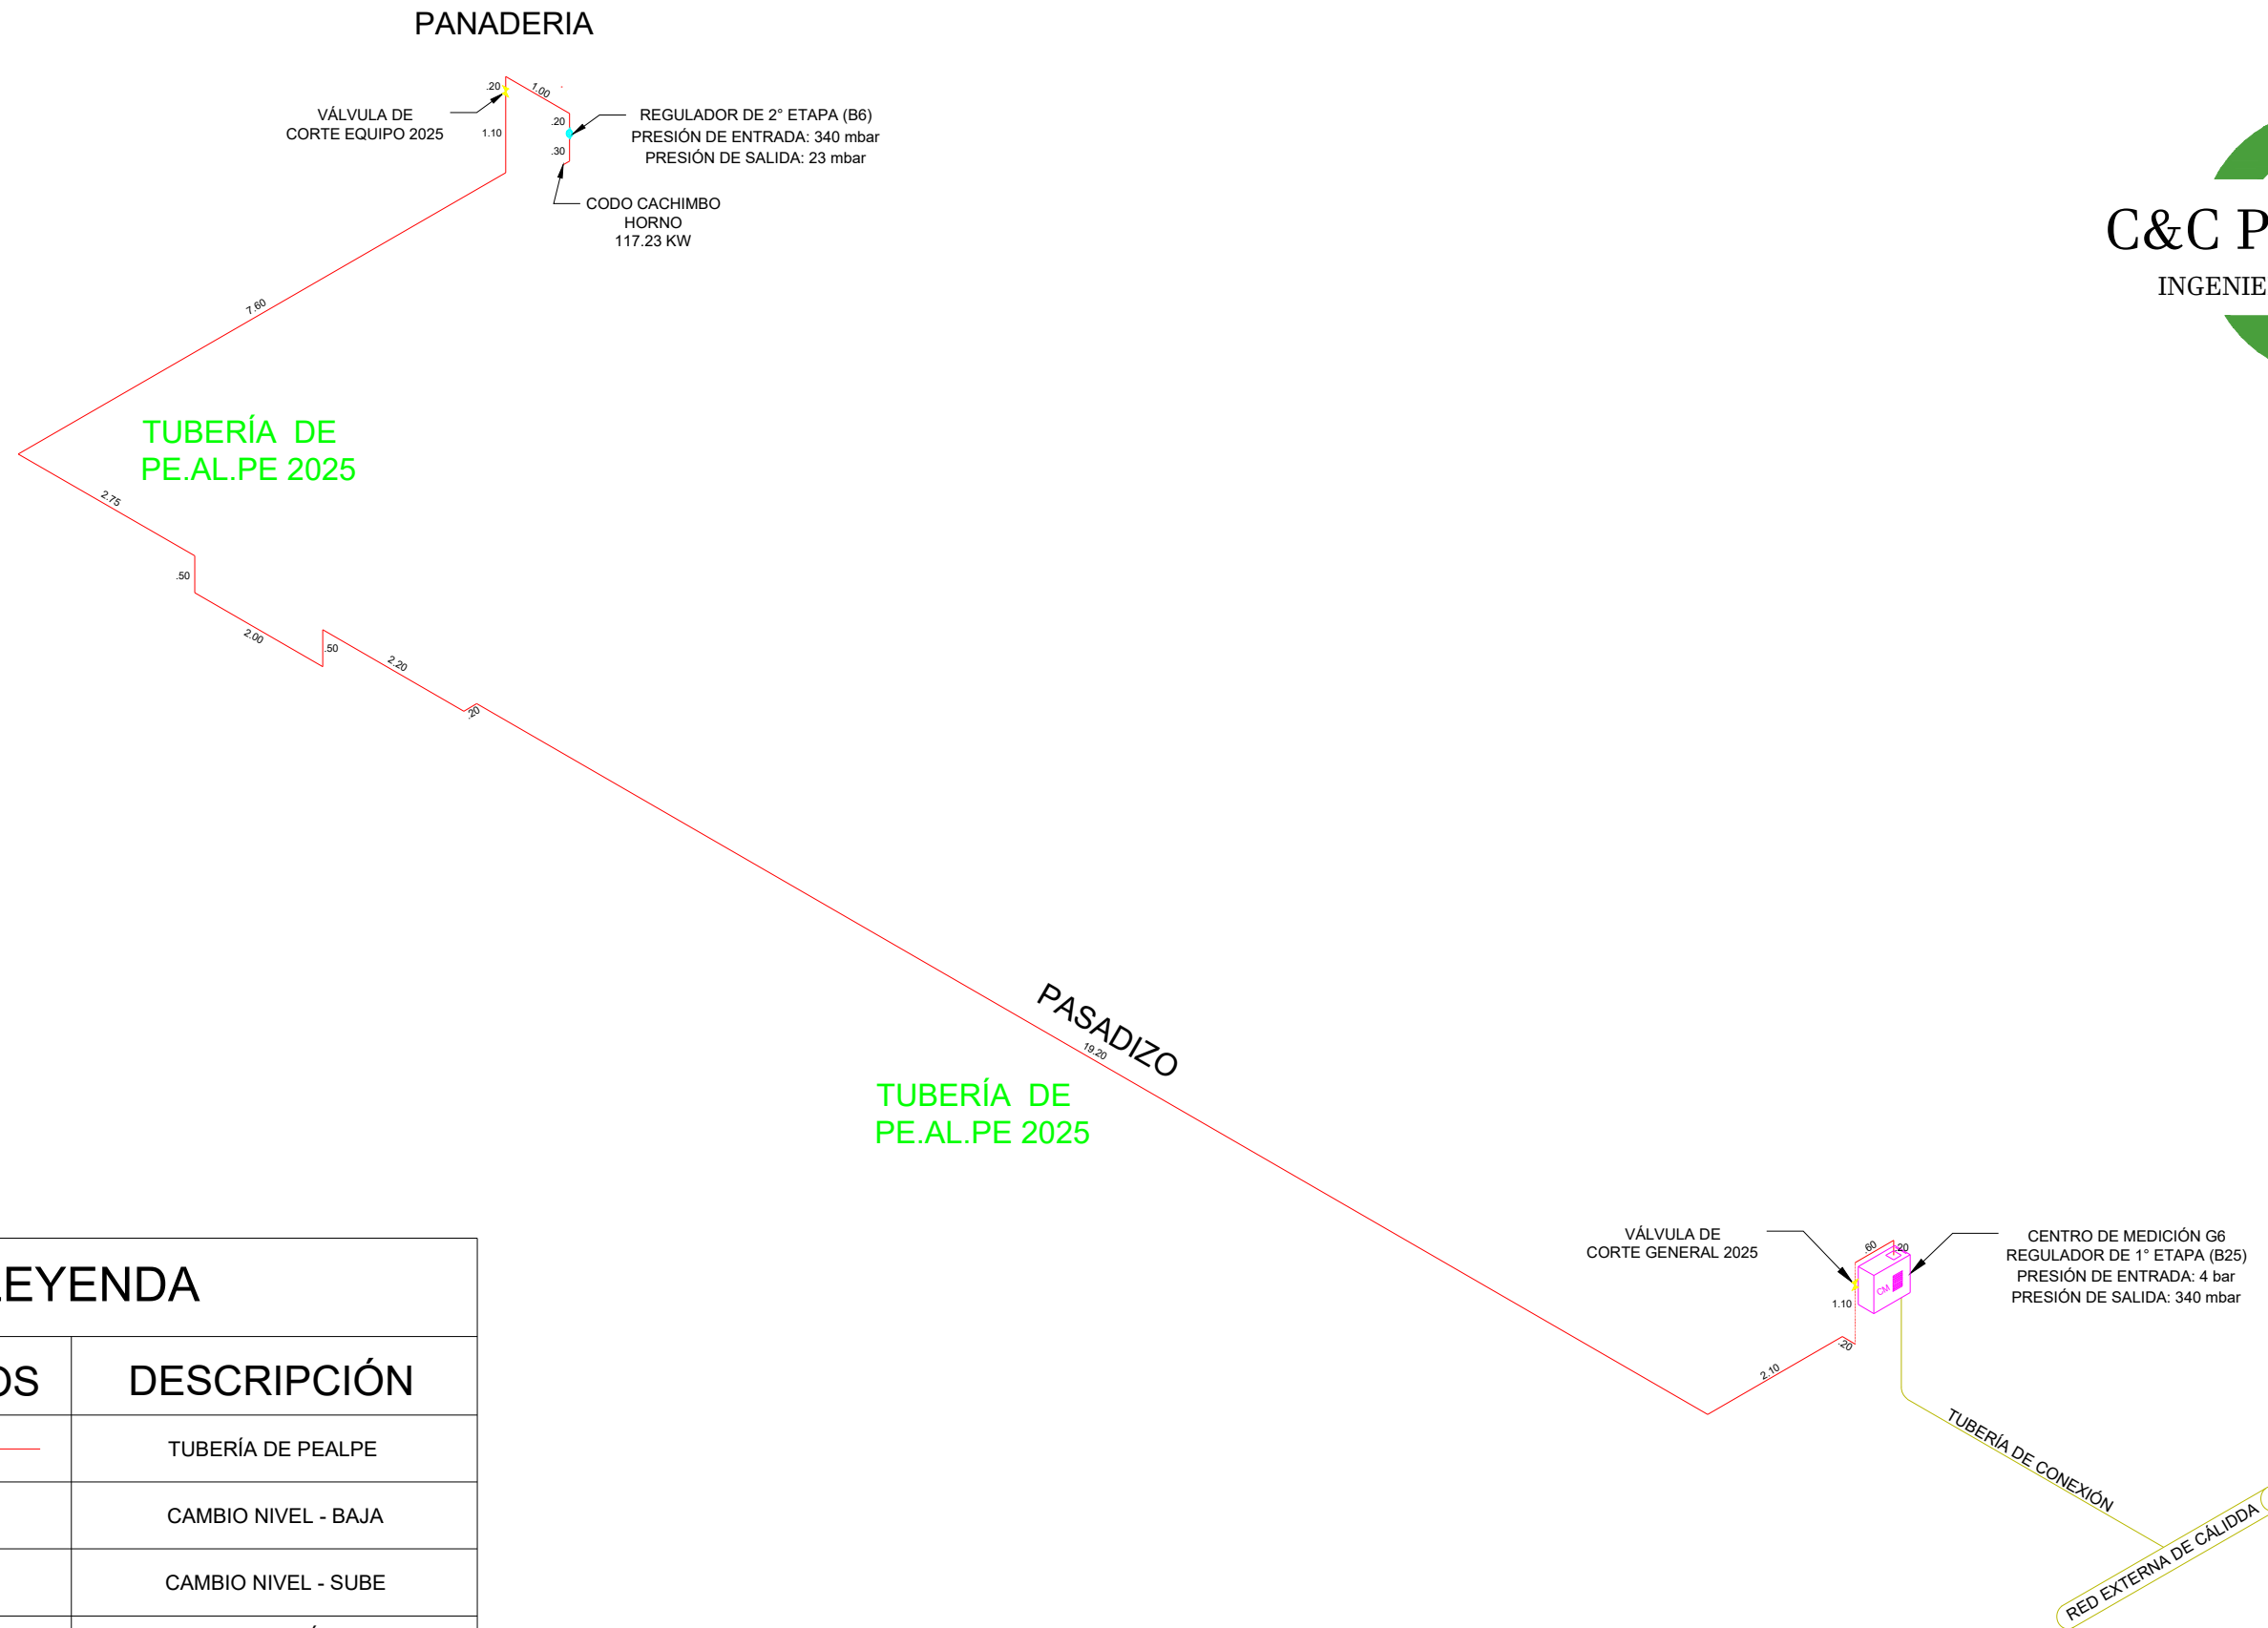 PANADERIA
.20
1.00
VÁLVULA DE
CORTE EQUIPO 2025
1.10
.20
.30
REGULADOR DE 2° ETAPA (B6)
PRESIÓN DE ENTRADA: 340 mbar
PRESIÓN DE SALIDA: 23 mbar
CODO CACHIMBO
HORNO
117.23 KW
C&C P
INGENIE
7.60
TUBERÍA DE
PE.AL.PE 2025
2.75
.50
2.00
.50
2.20
.20
PASADIZO
19.20
TUBERÍA DE
PE.AL.PE 2025
VÁLVULA DE
CORTE GENERAL 2025
.60
.20
CM
1.10
.20
2.10
CENTRO DE MEDICIÓN G6
REGULADOR DE 1° ETAPA (B25)
PRESIÓN DE ENTRADA: 4 bar
PRESIÓN DE SALIDA: 340 mbar
TUBERÍA DE CONEXIÓN
RED EXTERNA DE CÁLIDDA
EYENDA
OS
DESCRIPCIÓN
TUBERÍA DE PEALPE
CAMBIO NIVEL - BAJA
CAMBIO NIVEL - SUBE